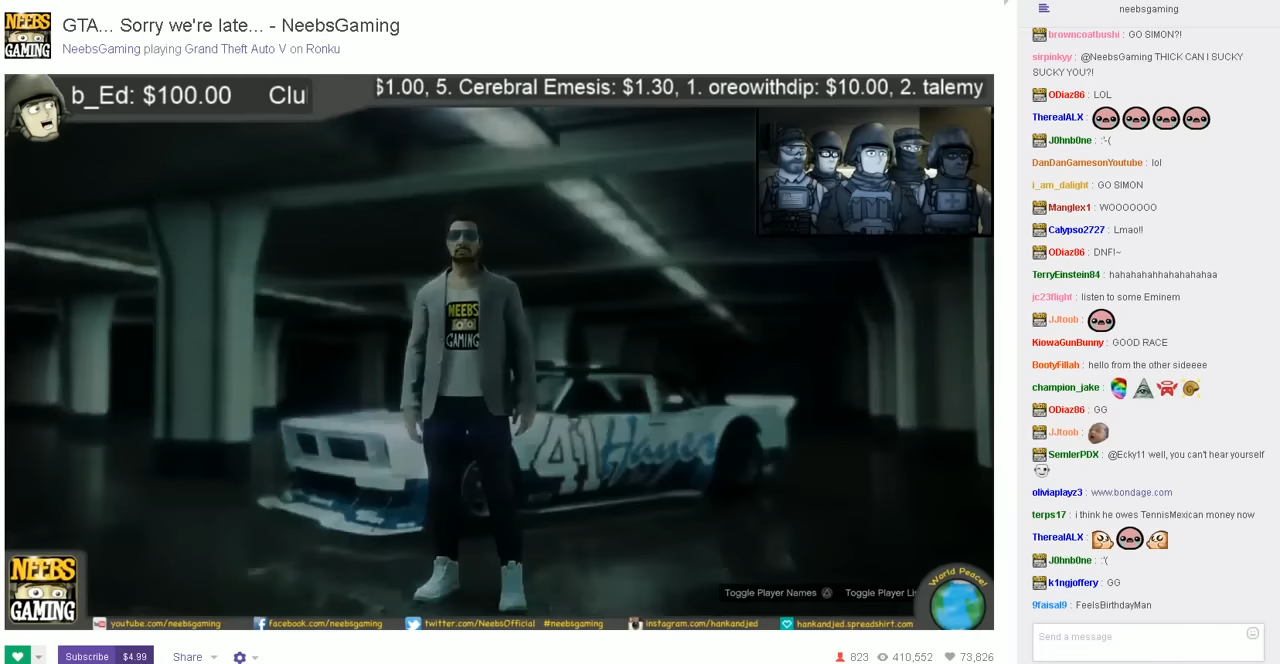 NEEBS
GAMING
GTA... Sorry we're late... - NeebsGaming
NeebsGaming playing Grand Theft Auto V on Ronku
b_Ed: $100.00 Clu
$1.00, 5. Cerebral Emesis: $1.30, 1. oreowithdip: $10.00, 2. talemy
NEEBS
GAMING
41 Hayes
NEEBS
GAMING
Toggle Player Names Toggle Player Lis
World Peace!
youtube.com/neebsgaming
facebook.com/neebsgaming
twitter.com/NeebsOfficial #neebsgaming
instagram.com/hankandjed
hankandjed.spreadshirt.com
Subscribe $4.99
Share
823 410,552 73,826
neebsgaming
browncoatbushi : GO SIMON?!
sirpinkyy : @NeebsGaming THICK CAN I SUCKY
SUCKY YOU?!
ODiaz86 : LOL
TherealALX :
J0hnb0ne : :'-(
DanDanGamesonYoutube : lol
i_am_dalight : GO SIMON
Manglex1 : WOOOOOOO
Calypso2727 : Lmao!!
ODiaz86 : DNF!~
TerryEinstein84 : hahahahahhahahahahaa
jc23flight : listen to some Eminem
JJtoob :
KiowaGunBunny : GOOD RACE
BootyFillah : hello from the other sideeee
champion_jake :
ODiaz86 : GG
JJtoob :
SemlerPDX : @Ecky11 well, you can't hear yourself
oliviaplayz3 : www.bondage.com
terps17 : i think he owes TennisMexican money now
TherealALX :
J0hnb0ne : :'(
k1ngjoffery : GG
9faisal9 : FeelsBirthdayMan
Send a message